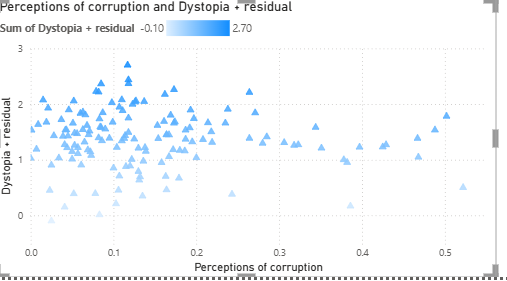 Perceptions of corruption and Dystopia + residual
Sum of Dystopia + residual -0.10 2.70
3
2
1
0
Dystopia + residual
0.0 0.1 0.2 0.3 0.4 0.5
Perceptions of corruption